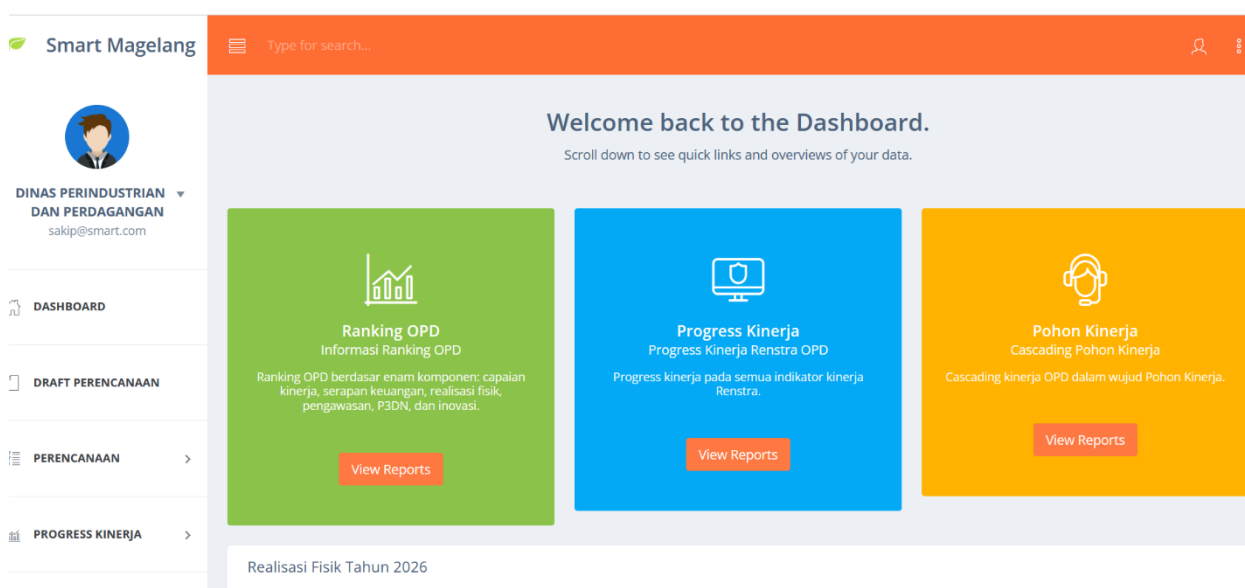 Smart Magelang
Type for search...
DINAS PERINDUSTRIAN
DAN PERDAGANGAN
sakip@smart.com
DASHBOARD
DRAFT PERENCANAAN
PERENCANAAN
PROGRESS KINERJA
Welcome back to the Dashboard.
Scroll down to see quick links and overviews of your data.
Ranking OPD
Informasi Ranking OPD
Ranking OPD berdasar enam komponen: capaian
kinerja, serapan keuangan, realisasi fisik,
pengawasan, P3DN, dan inovasi.
View Reports
Progress Kinerja
Progress Kinerja Renstra OPD
Progress kinerja pada semua indikator kinerja
Renstra.
View Reports
Pohon Kinerja
Cascading Pohon Kinerja
Cascading kinerja OPD dalam wujud Pohon Kinerja.
View Reports
Realisasi Fisik Tahun 2026